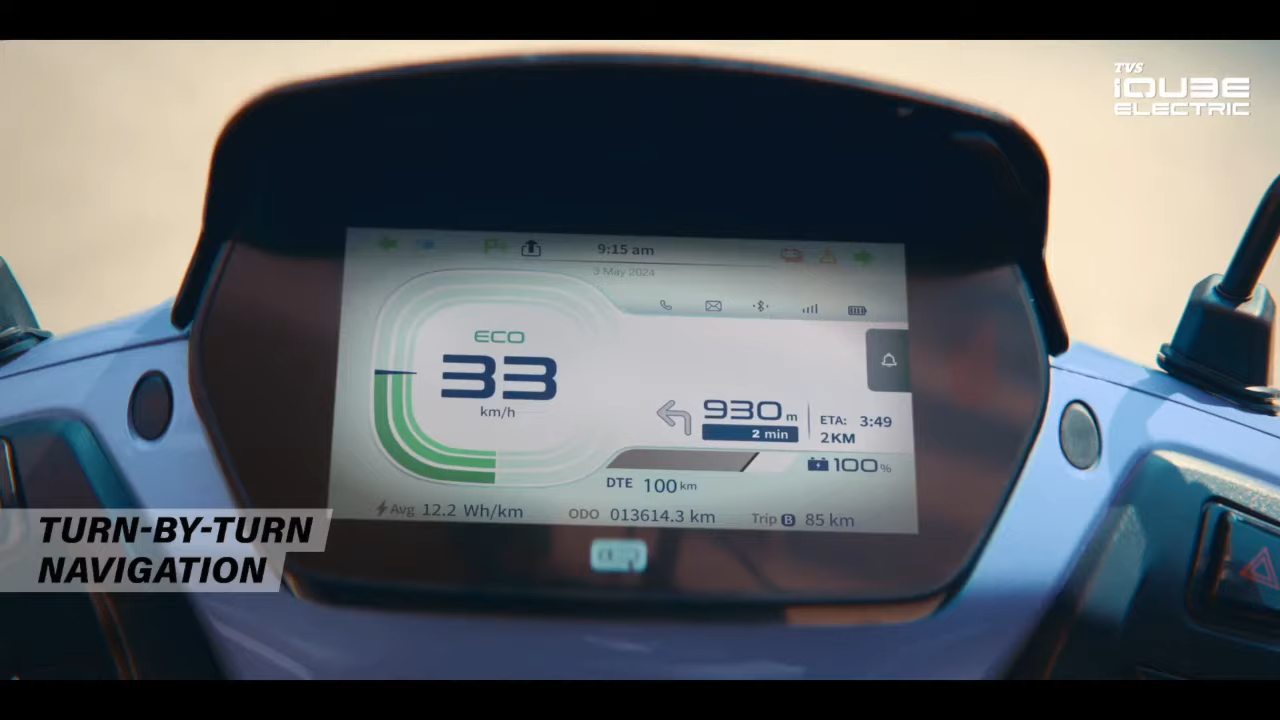 TVS
iQUBE
ELECTRIC
9:15 am
3 May 2024
ECO
33
km/h
930 m
2 min
ETA: 3:49
2KM
100%
DTE 100 km
Avg 12.2 Wh/km
ODO 013614.3 km
Trip B 85 km
TURN-BY-TURN
NAVIGATION